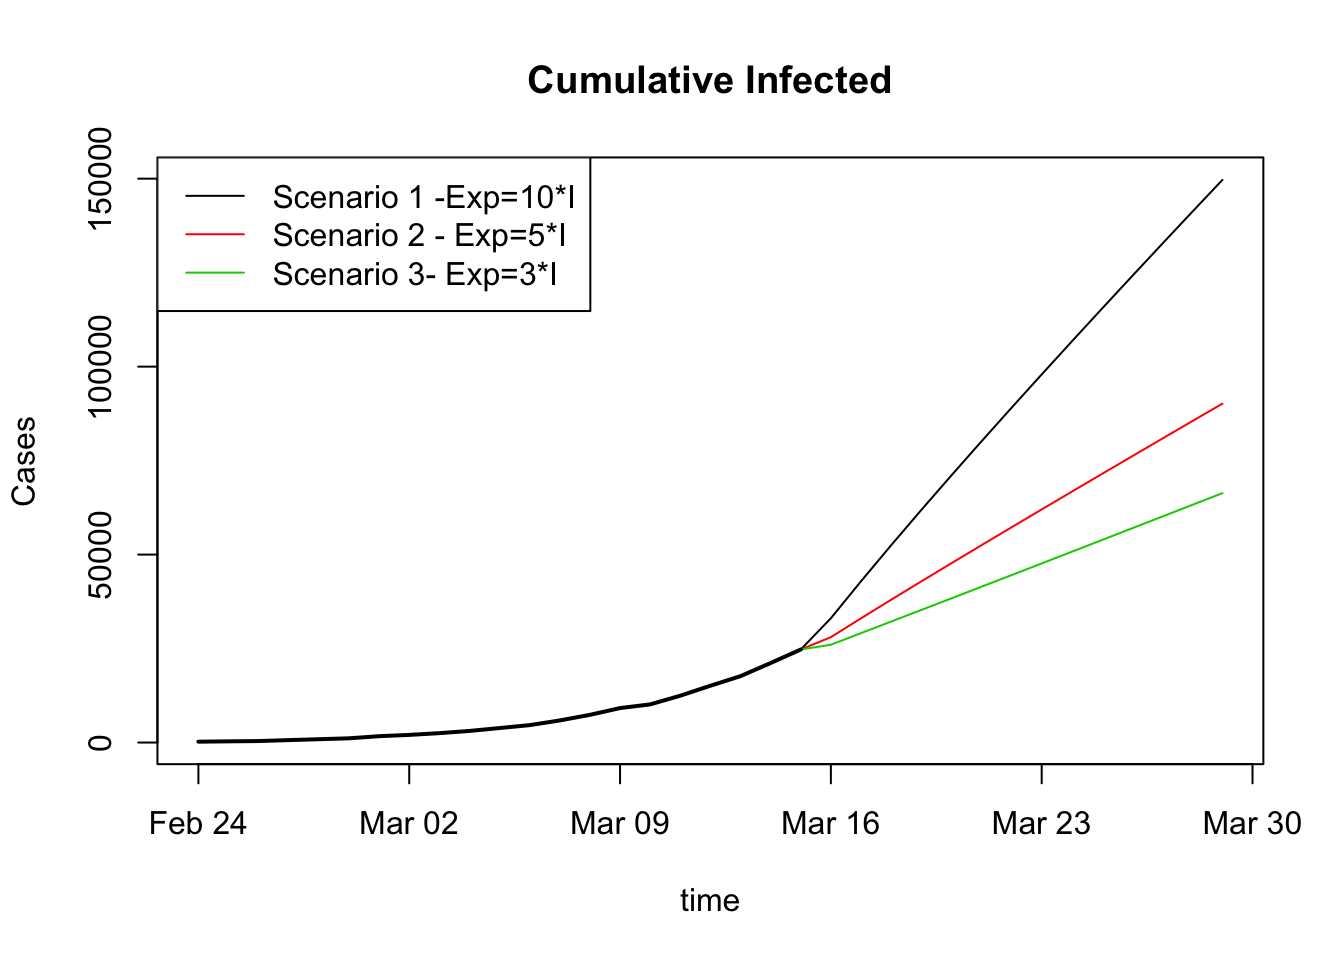 Cumulative Infected
Scenario 1 -Exp=10*I
Scenario 2 - Exp=5*I
Scenario 3- Exp=3*I
Cases
150000
100000
50000
0
Feb 24 Mar 02 Mar 09 Mar 16 Mar 23 Mar 30
time